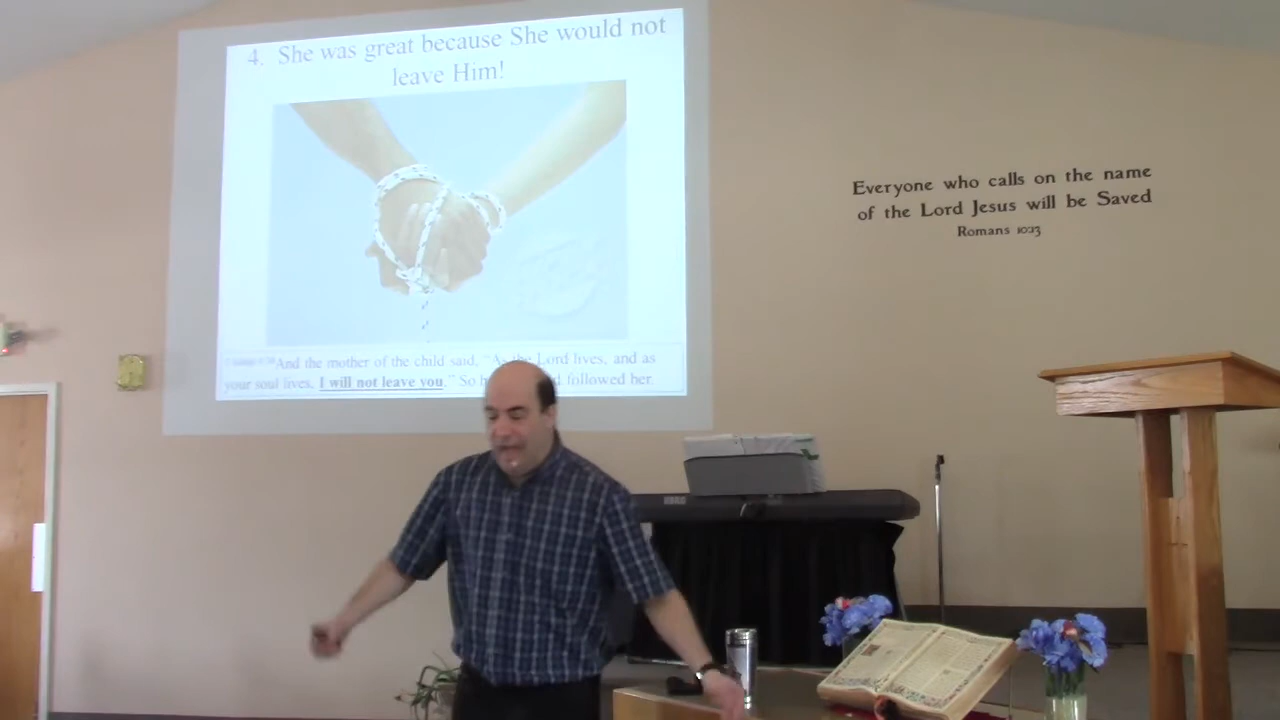 4. She was great because She would not
leave Him!
And the mother of the child said, "As the Lord lives, and as
your soul lives, I will not leave you." So followed her.
Everyone who calls on the name
of the Lord Jesus will be Saved
Romans 10:13
KORG